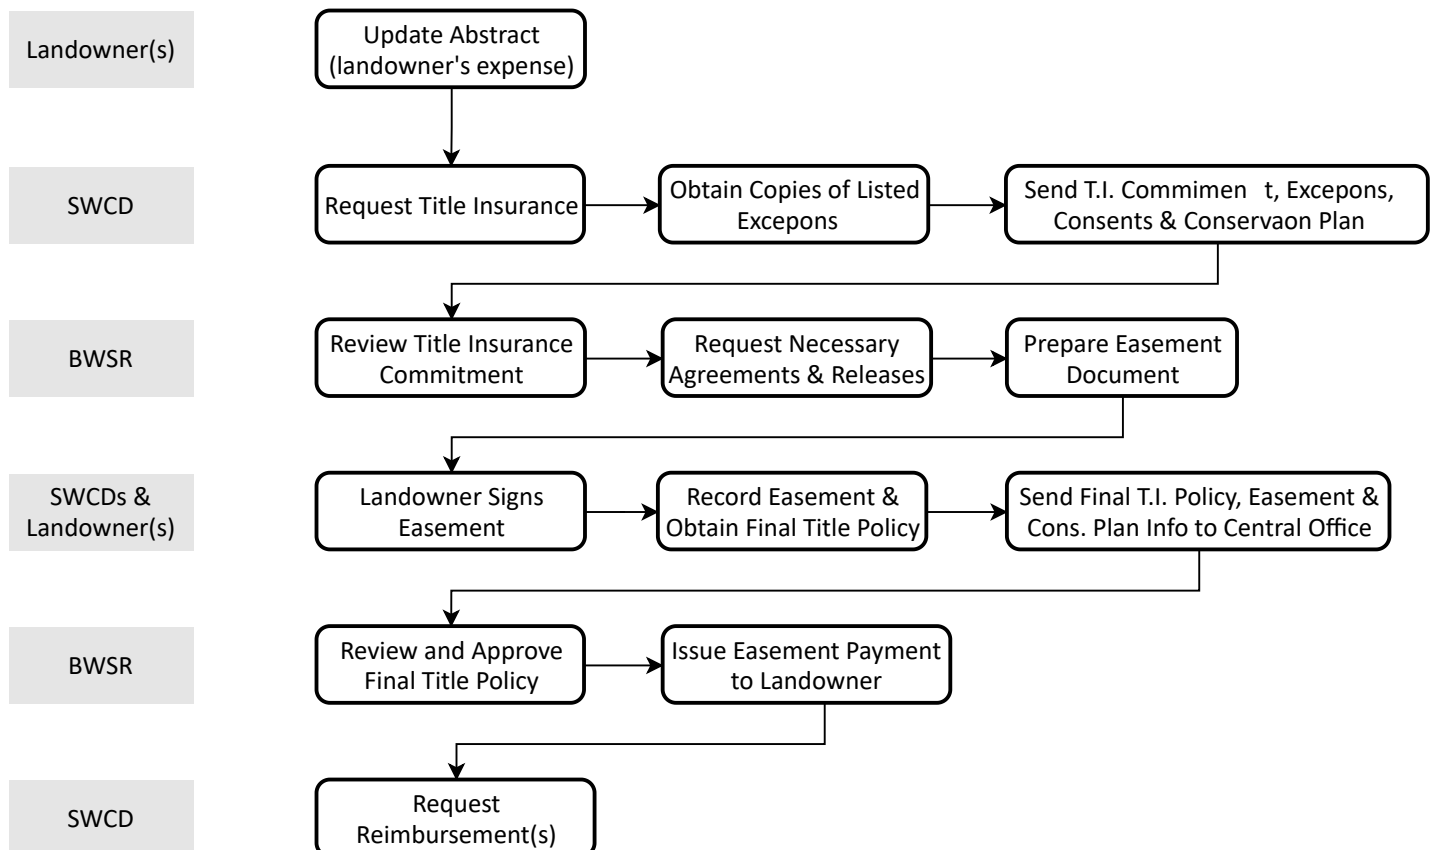 Landowner(s)
Update Abstract
(landowner's expense)
SWCD
Request Title Insurance
Obtain Copies of Listed
Excepons
Send T.I. Commimen t, Excepons,
Consents & Conservaon Plan
BWSR
Review Title Insurance
Commitment
Request Necessary
Agreements & Releases
Prepare Easement
Document
SWCDs &
Landowner(s)
Landowner Signs
Easement
Record Easement &
Obtain Final Title Policy
Send Final T.I. Policy, Easement &
Cons. Plan Info to Central Office
BWSR
Review and Approve
Final Title Policy
Issue Easement Payment
to Landowner
SWCD
Request
Reimbursement(s)